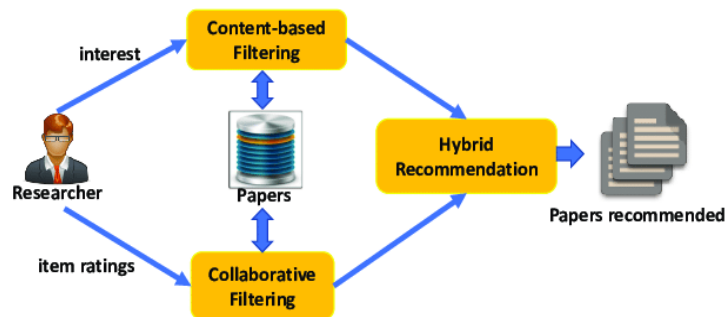 Content-based
Filtering
interest
Researcher
Papers
Hybrid
Recommendation
Papers recommended
item ratings
Collaborative
Filtering